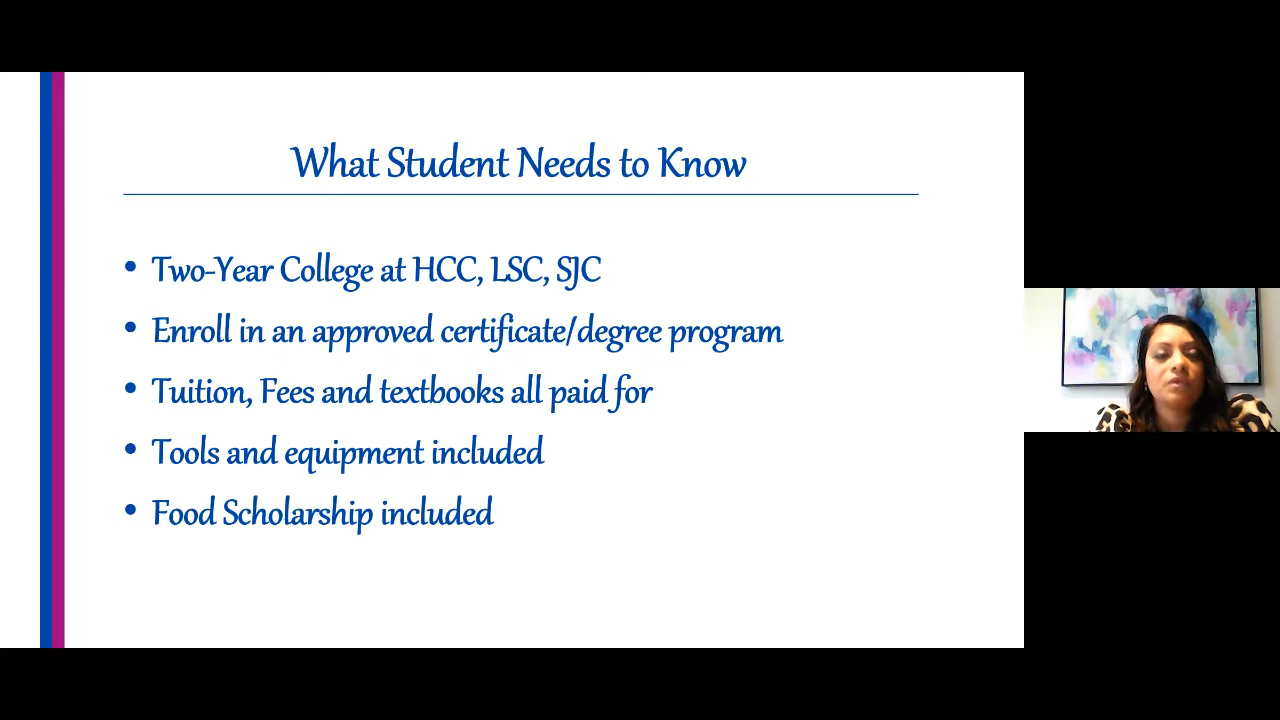 What Student Needs to Know
• Two-Year College at HCC, LSC, SJC
• Enroll in an approved certificate/degree program
• Tuition, Fees and textbooks all paid for
• Tools and equipment included
• Food Scholarship included